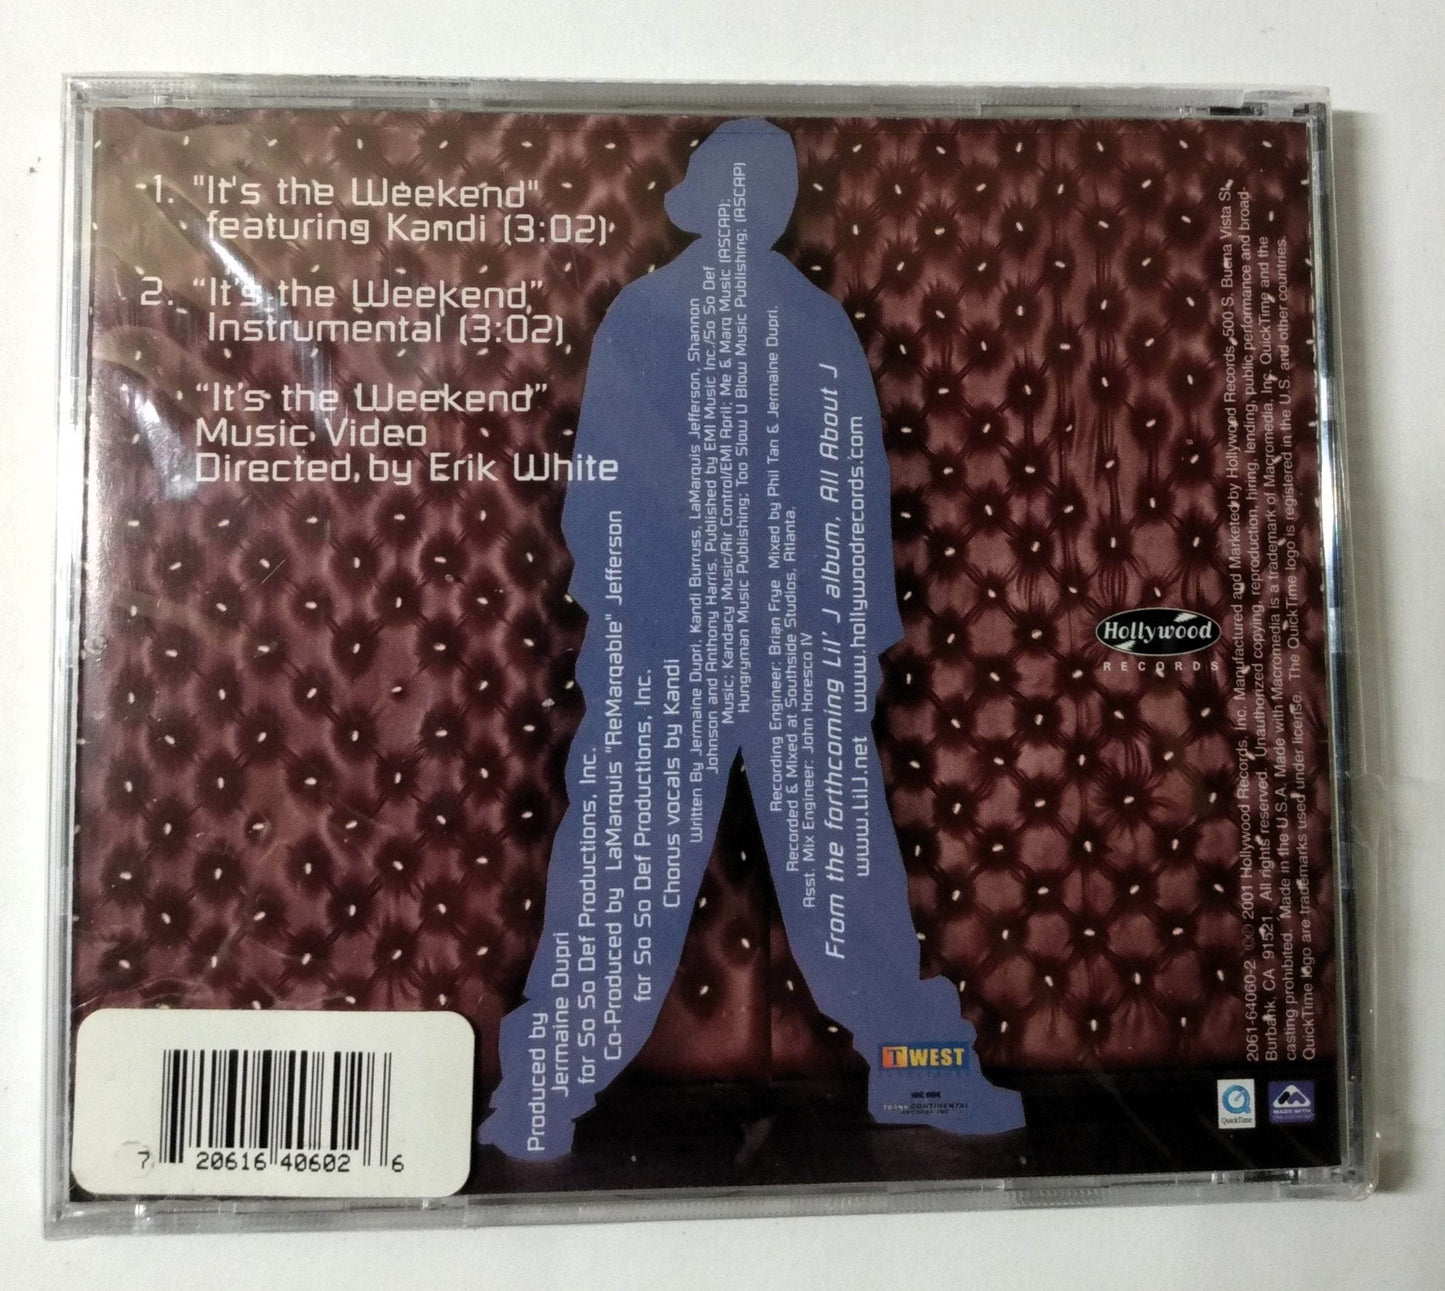 1. "It's the Weekend"
featuring Kandi (3:02)
2. "It's the Weekend"
Instrumental (3:02)
"It's the Weekend"
Music Video
Directed by Erik White
Produced by
Jermaine Dupri
for So So Def Productions, Inc.
Co-Produced by LaMarquis "ReMarqable" Jefferson
for So So Def Productions, Inc.
Chorus vocals by Kandi
Written By Jermaine Dupri, Kandi Burruss, LaMarquis Jefferson, Shannon
Johnson and Anthony Harris. Published by EMI Music Inc./So So Def
Music; Kandacy Music/Air Control/EMI April; Me & Marq Music (ASCAP);
Hungryman Music Publishing; Too Slow U Blow Music Publishing; (ASCAP)
Recording Engineer; Brian Frye Mixed by Phil Tan & Jermaine Dupri.
Recorded & Mixed at Southside Studios, Atlanta.
Asst. Mix Engineer; John Horesco IV
From the forthcoming Lil' J album, All About J
www.LilJ.net www.hollywoodrecords.com
TWEST
TRANS CONTINENTAL
RECORDS INC
Hollywood
RECORDS
2061-64060-2 ℗© 2001 Hollywood Records, Inc. Manufactured and Marketed by Hollywood Records, 500 S. Buena Vista St.
Burbank, CA 91521. All rights reserved. Unauthorized copying, reproduction, hiring, lending, public performance and broad-
casting prohibited. Made in the U.S.A. Made with Macromedia is a trademark of Macromedia, Inc. QuickTime and the
QuickTime logo are trademarks used under license. The QuickTime logo is registered in the U.S. and other countries.
QuickTime
MADE WITH
7 20616 40602 6